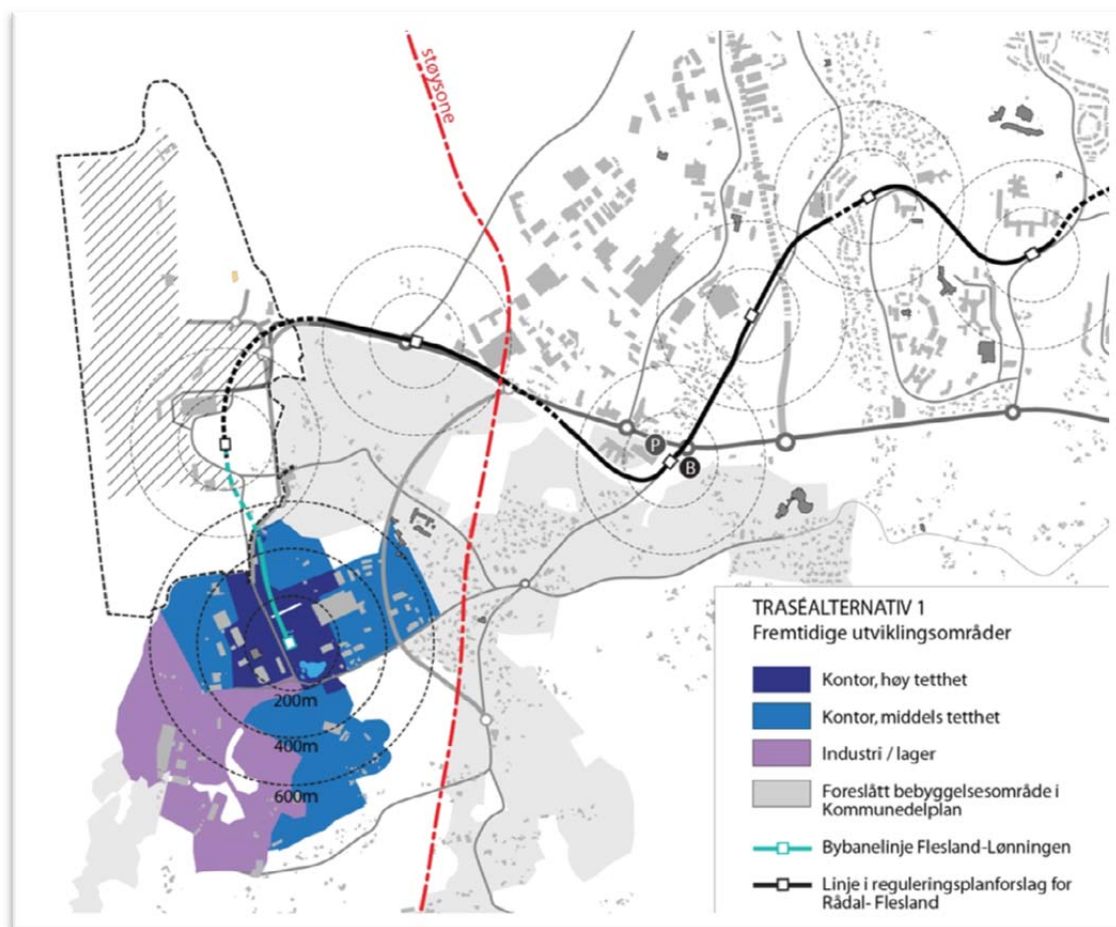 støysone
P
B
200m
400m
600m
TRASÉALTERNATIV 1
Fremtidige utviklingsområder
Kontor, høy tetthet
Kontor, middels tetthet
Industri / lager
Foreslått bebyggelsesområde i
Kommunedelplan
Bybanelinje Flesland-Lønningen
Linje i reguleringsplanforslag for
Rådal- Flesland